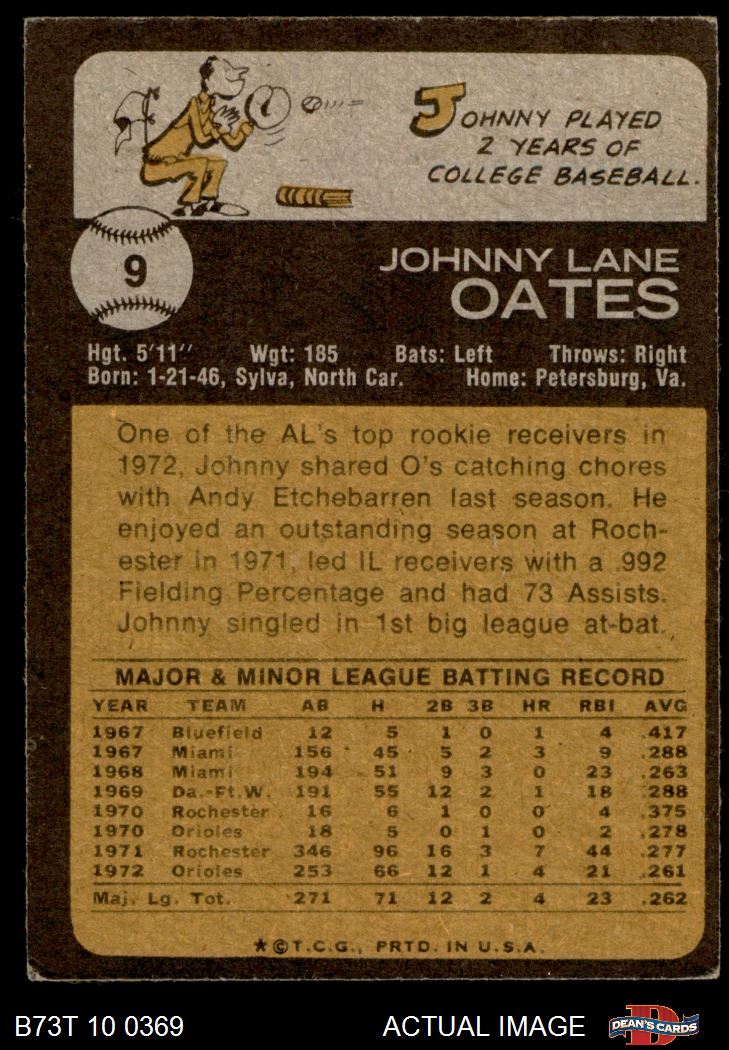 JOHNNY PLAYED
2 YEARS OF
COLLEGE BASEBALL.
9
JOHNNY LANE
OATES
Hgt. 5'11'' Wgt: 185 Bats: Left Throws: Right
Born: 1-21-46, Sylva, North Car. Home: Petersburg, Va.
One of the AL's top rookie receivers in
1972, Johnny shared O's catching chores
with Andy Etchebarren last season. He
enjoyed an outstanding season at Roch-
ester in 1971, led IL receivers with a .992
Fielding Percentage and had 73 Assists.
Johnny singled in 1st big league at-bat.
MAJOR & MINOR LEAGUE BATTING RECORD
YEAR TEAM AB H 2B 3B HR RBI AVG
1967 Bluefield 12 5 1 0 1 4 .417
1967 Miami 156 45 5 2 3 9 .288
1968 Miami 194 51 9 3 0 23 .263
1969 Da.-Ft.W. 191 55 12 2 1 18 .288
1970 Rochester 16 6 1 0 0 4 .375
1970 Orioles 18 5 0 1 0 2 .278
1971 Rochester 346 96 16 3 7 44 .277
1972 Orioles 253 66 12 1 4 21 .261
Maj. Lg. Tot. 271 71 12 2 4 23 .262
★©T.C.G., PRTD. IN U.S.A.
B73T 10 0369 ACTUAL IMAGE DEAN'S CARDS